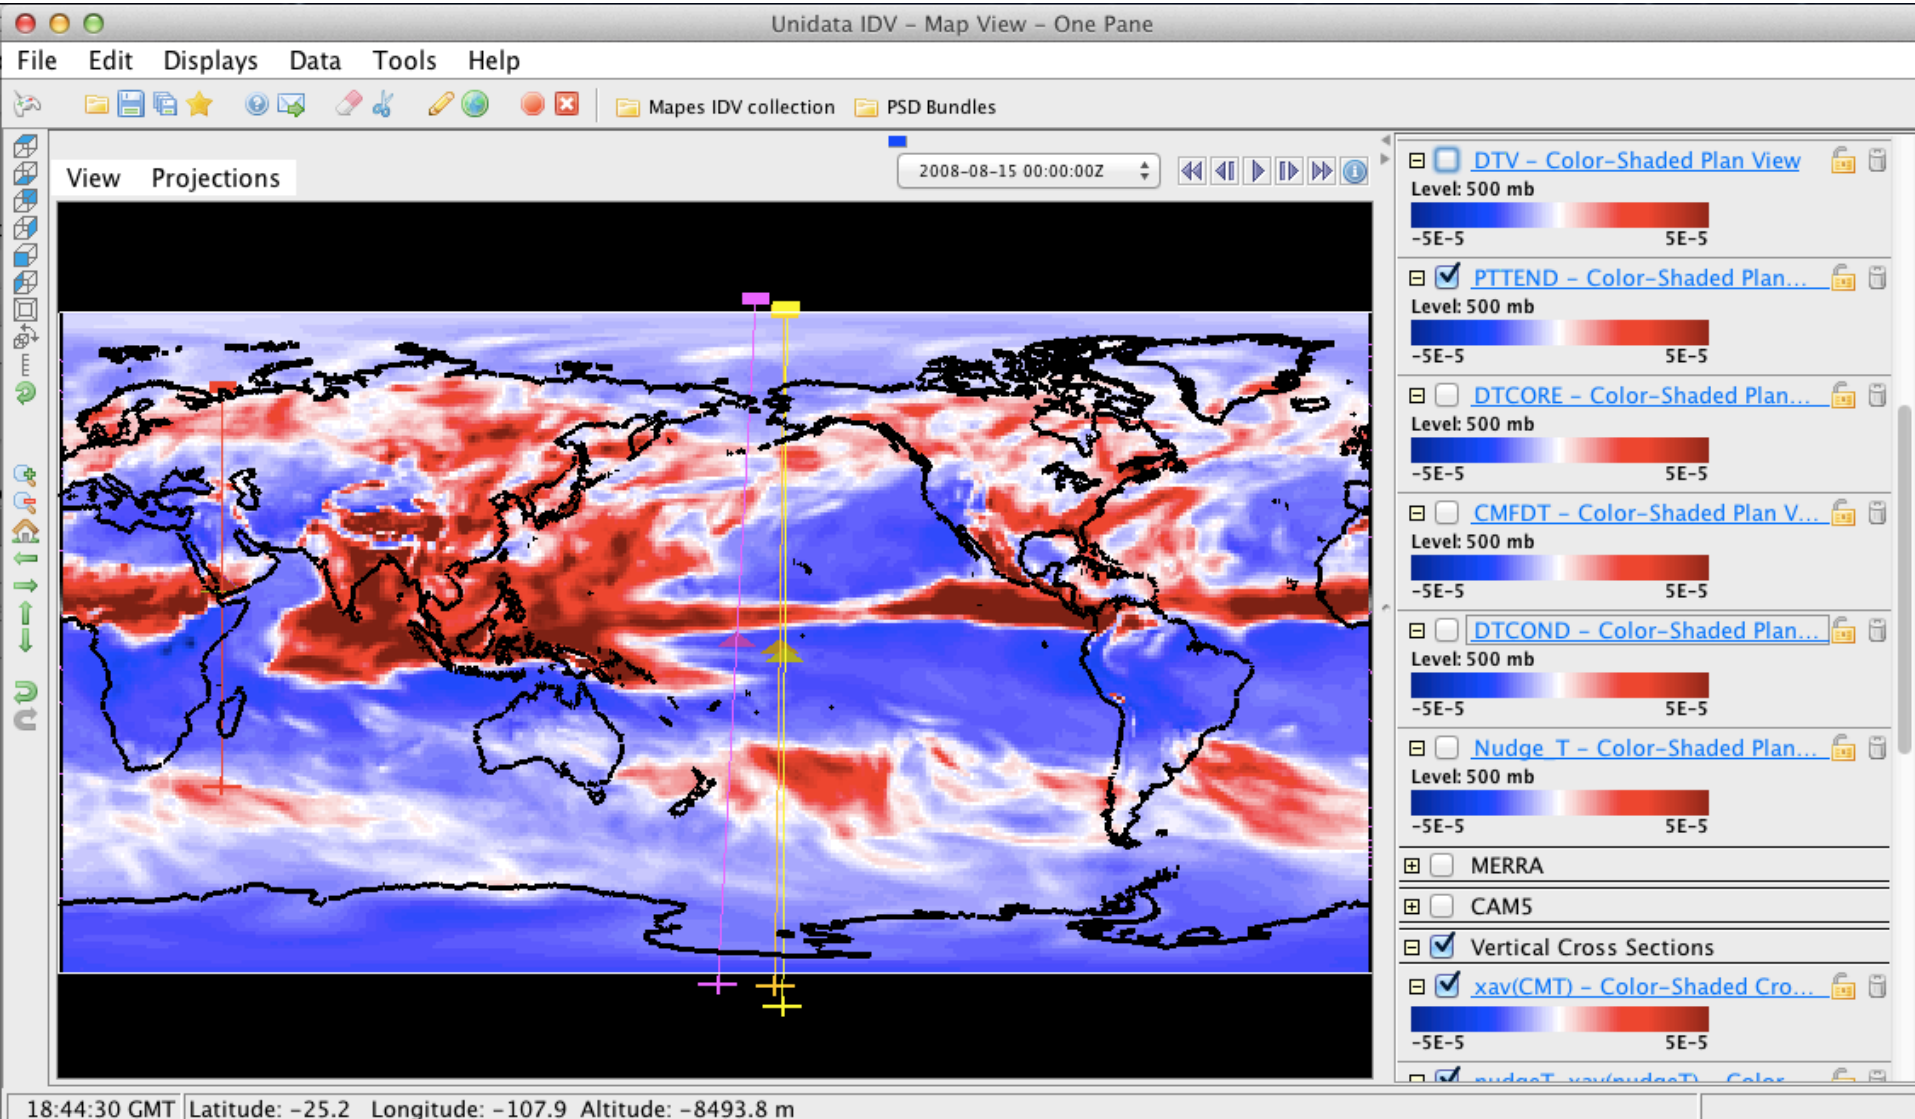 Unidata IDV – Map View – One Pane
File Edit Displays Data Tools Help
Mapes IDV collection PSD Bundles
View Projections
2008-08-15 00:00:00Z
DTV – Color-Shaded Plan View
Level: 500 mb
-5E-5 5E-5
PTTEND – Color-Shaded Plan...
Level: 500 mb
-5E-5 5E-5
DTCORE – Color-Shaded Plan...
Level: 500 mb
-5E-5 5E-5
CMFDT – Color-Shaded Plan V...
Level: 500 mb
-5E-5 5E-5
DTCOND – Color-Shaded Plan...
Level: 500 mb
-5E-5 5E-5
Nudge_T – Color-Shaded Plan...
Level: 500 mb
-5E-5 5E-5
MERRA
CAM5
Vertical Cross Sections
xav(CMT) – Color-Shaded Cro...
-5E-5 5E-5
18:44:30 GMT Latitude: -25.2 Longitude: -107.9 Altitude: -8493.8 m